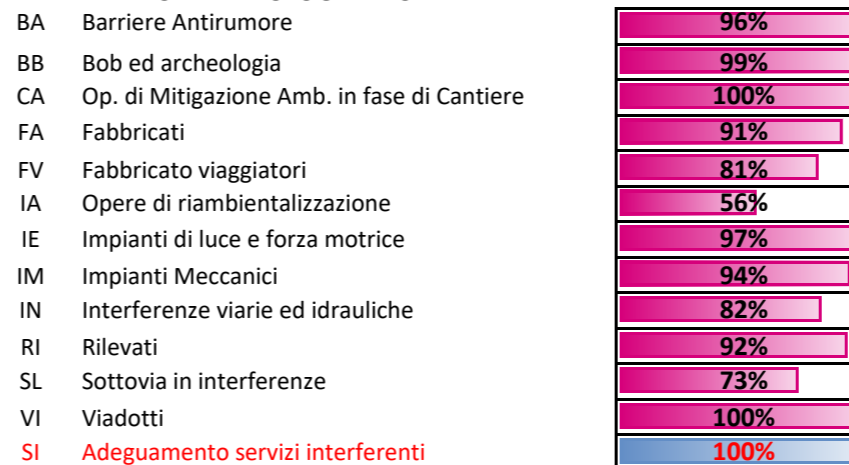 BA Barriere Antirumore 96%
BB Bob ed archeologia 99%
CA Op. di Mitigazione Amb. in fase di Cantiere 100%
FA Fabbricati 91%
FV Fabbricato viaggiatori 81%
IA Opere di riambientalizzazione 56%
IE Impianti di luce e forza motrice 97%
IM Impianti Meccanici 94%
IN Interferenze viarie ed idrauliche 82%
RI Rilevati 92%
SL Sottovia in interferenze 73%
VI Viadotti 100%
SI Adeguamento servizi interferenti 100%